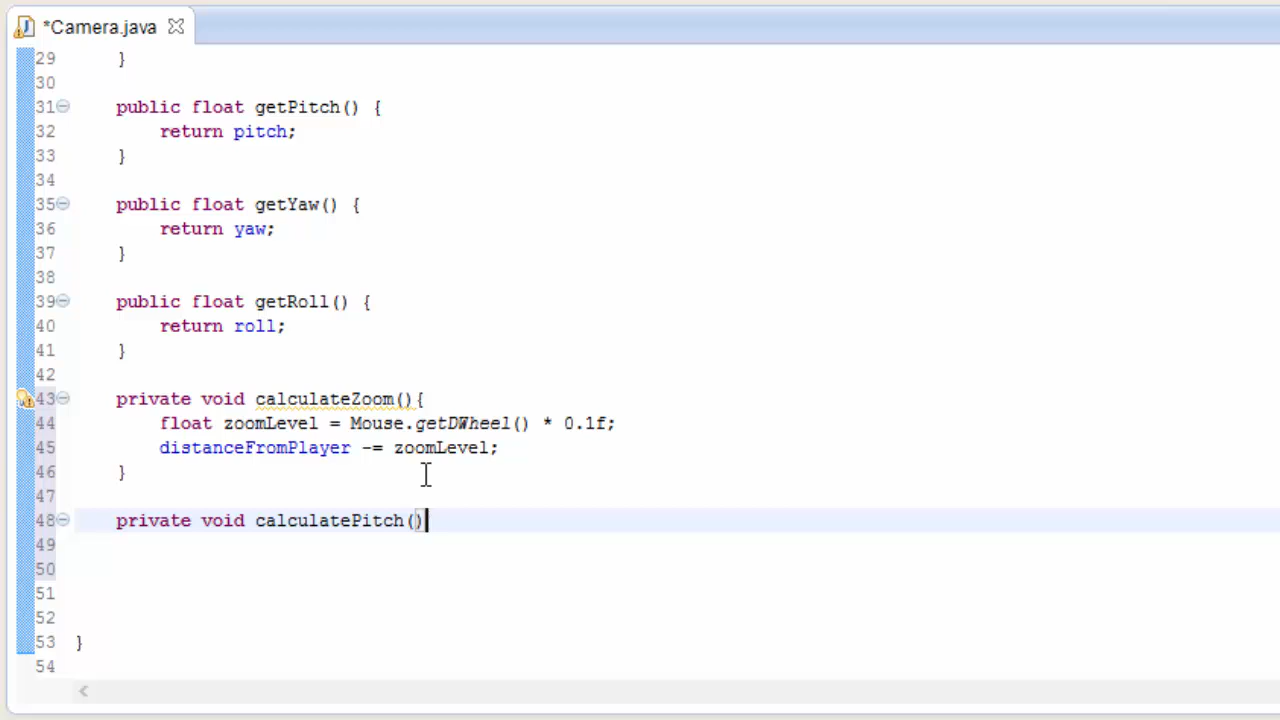 *Camera.java
29 }
30
31 public float getPitch() {
32 return pitch;
33 }
34
35 public float getYaw() {
36 return yaw;
37 }
38
39 public float getRoll() {
40 return roll;
41 }
42
43 private void calculateZoom(){
44 float zoomLevel = Mouse.getDWheel() * 0.1f;
45 distanceFromPlayer -= zoomLevel;
46 }
47
48 private void calculatePitch()
49
50
51
52
53 }
54